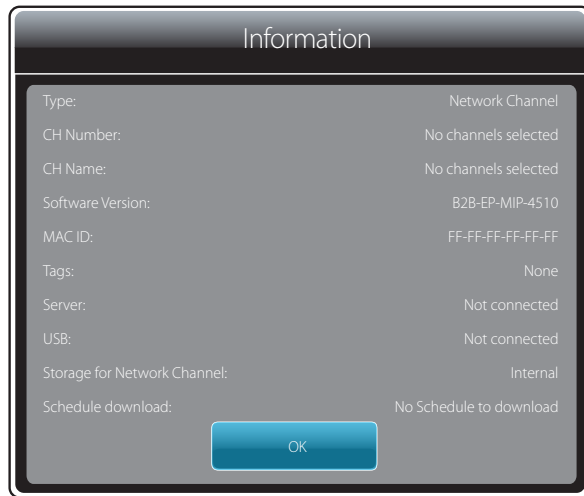 Information
Type: Network Channel
CH Number: No channels selected
CH Name: No channels selected
Software Version: B2B-EP-MIP-4510
MAC ID: FF-FF-FF-FF-FF-FF
Tags: None
Server: Not connected
USB: Not connected
Storage for Network Channel: Internal
Schedule download: No Schedule to download
OK